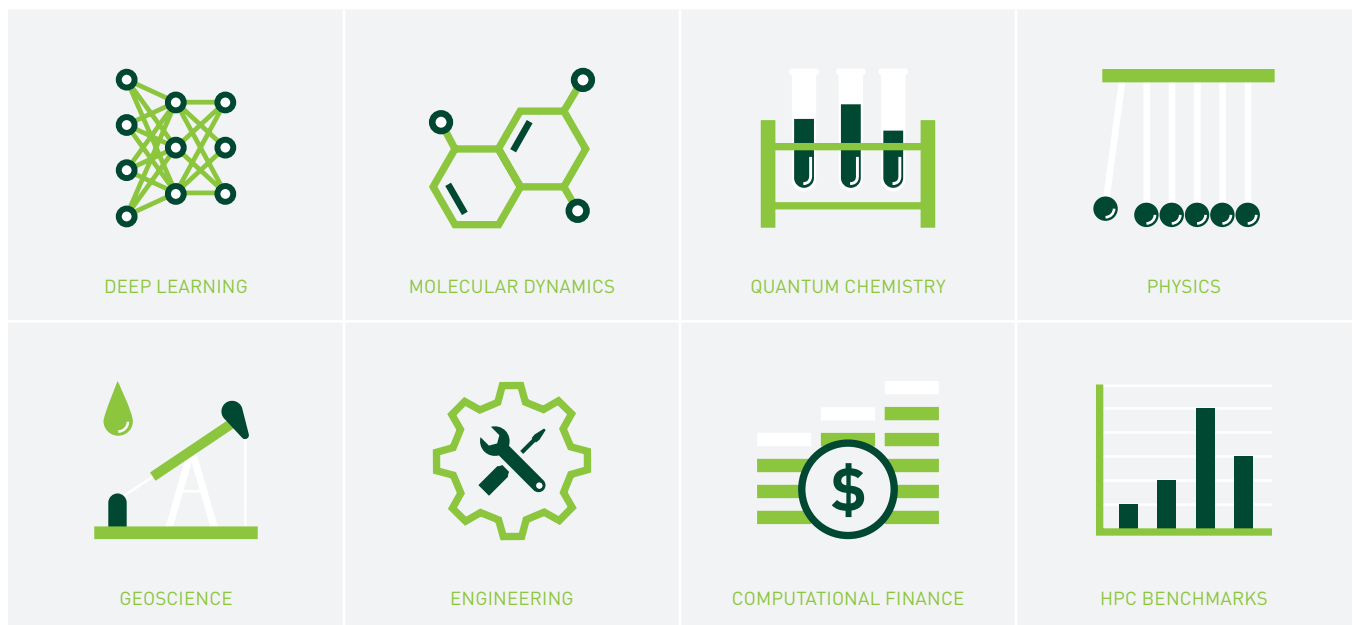 DEEP LEARNING
MOLECULAR DYNAMICS
QUANTUM CHEMISTRY
PHYSICS
$
GEOSCIENCE
ENGINEERING
COMPUTATIONAL FINANCE
HPC BENCHMARKS